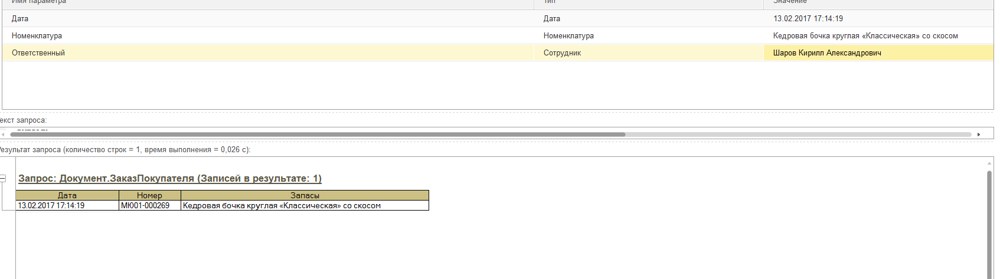 Имя параметра Тип Значение
Дата Дата 13.02.2017 17:14:19
Номенклатура Номенклатура Кедровая бочка круглая «Классическая» со скосом
Ответственный Сотрудник Шаров Кирилл Александрович
екст запроса:
Результат запроса (количество строк = 1, время выполнения = 0,026 с):
Запрос: Документ.ЗаказПокупателя (Записей в результате: 1)
Дата Номер Запасы
13.02.2017 17:14:19 МЮ01-000269 Кедровая бочка круглая «Классическая» со скосом